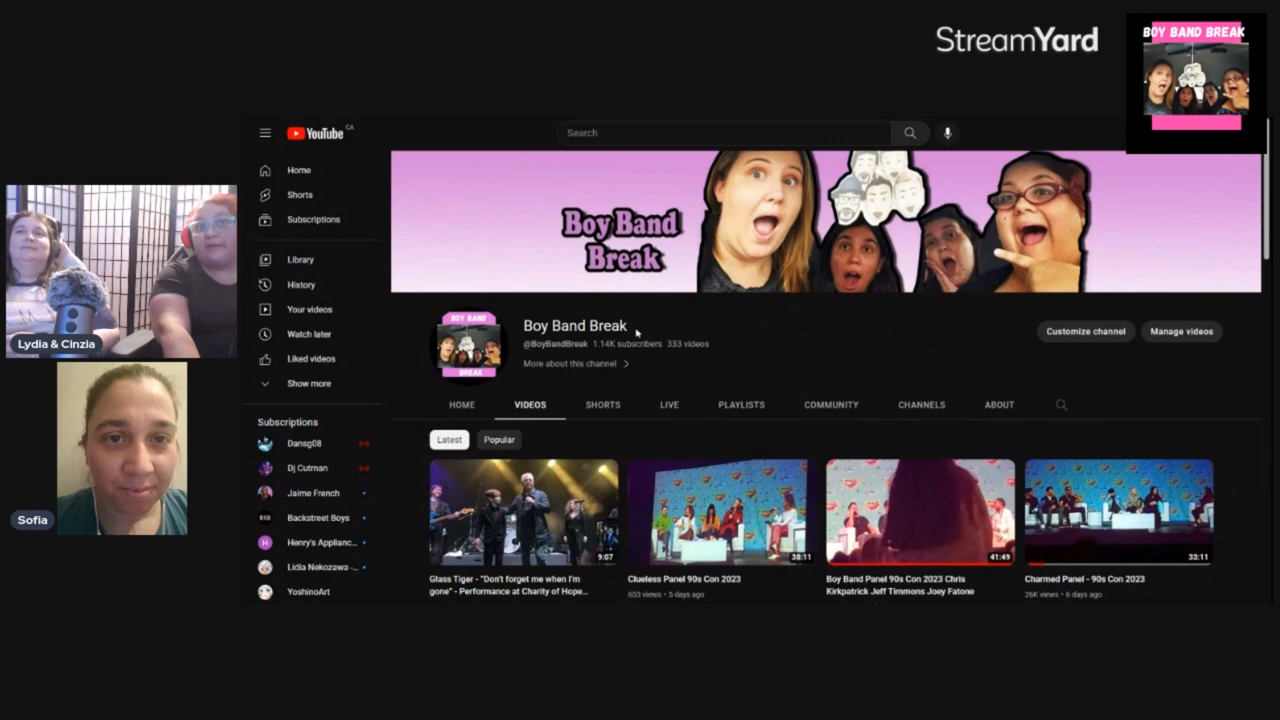 StreamYard
BOY BAND BREAK
YouTube CA
Search
Home
Shorts
Subscriptions
Library
History
Your videos
Watch later
Liked videos
Show more
Subscriptions
Dansg08
Dj Cutman
Jaime French
BSB
Backstreet Boys
H
Henry's Applianc...
Lidia Nekozawa -...
YoshinoArt
Boy Band
Break
BOY BAND
BREAK
Boy Band Break
@BoyBandBreak 1.14K subscribers 333 videos
More about this channel
Customize channel
Manage videos
HOME
VIDEOS
SHORTS
LIVE
PLAYLISTS
COMMUNITY
CHANNELS
ABOUT
Latest
Popular
9:07
38:11
41:49
33:11
Glass Tiger - "Don't forget me when I'm
gone" - Performance at Charity of Hope...
Clueless Panel 90s Con 2023
653 views • 5 days ago
Boy Band Panel 90s Con 2023 Chris
Kirkpatrick Jeff Timmons Joey Fatone
Charmed Panel - 90s Con 2023
26K views • 6 days ago
Lydia & Cinzia
Sofia